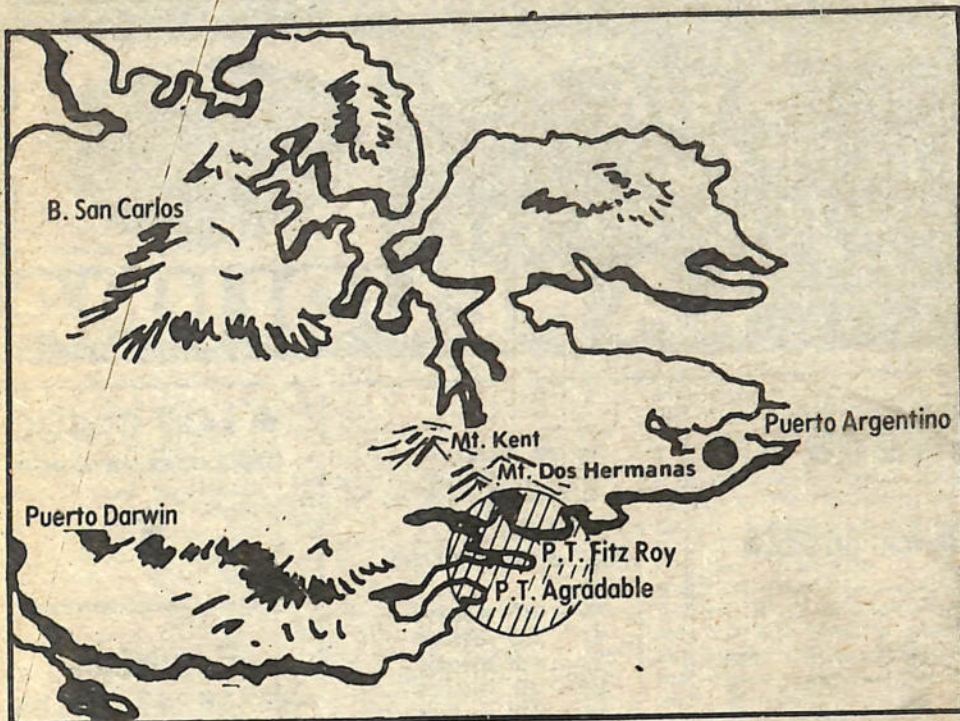 B. San Carlos
Puerto Argentino
Mt. Kent
Mt. Dos Hermanas
Puerto Darwin
P.T. Fitz Roy
P.T. Agradable